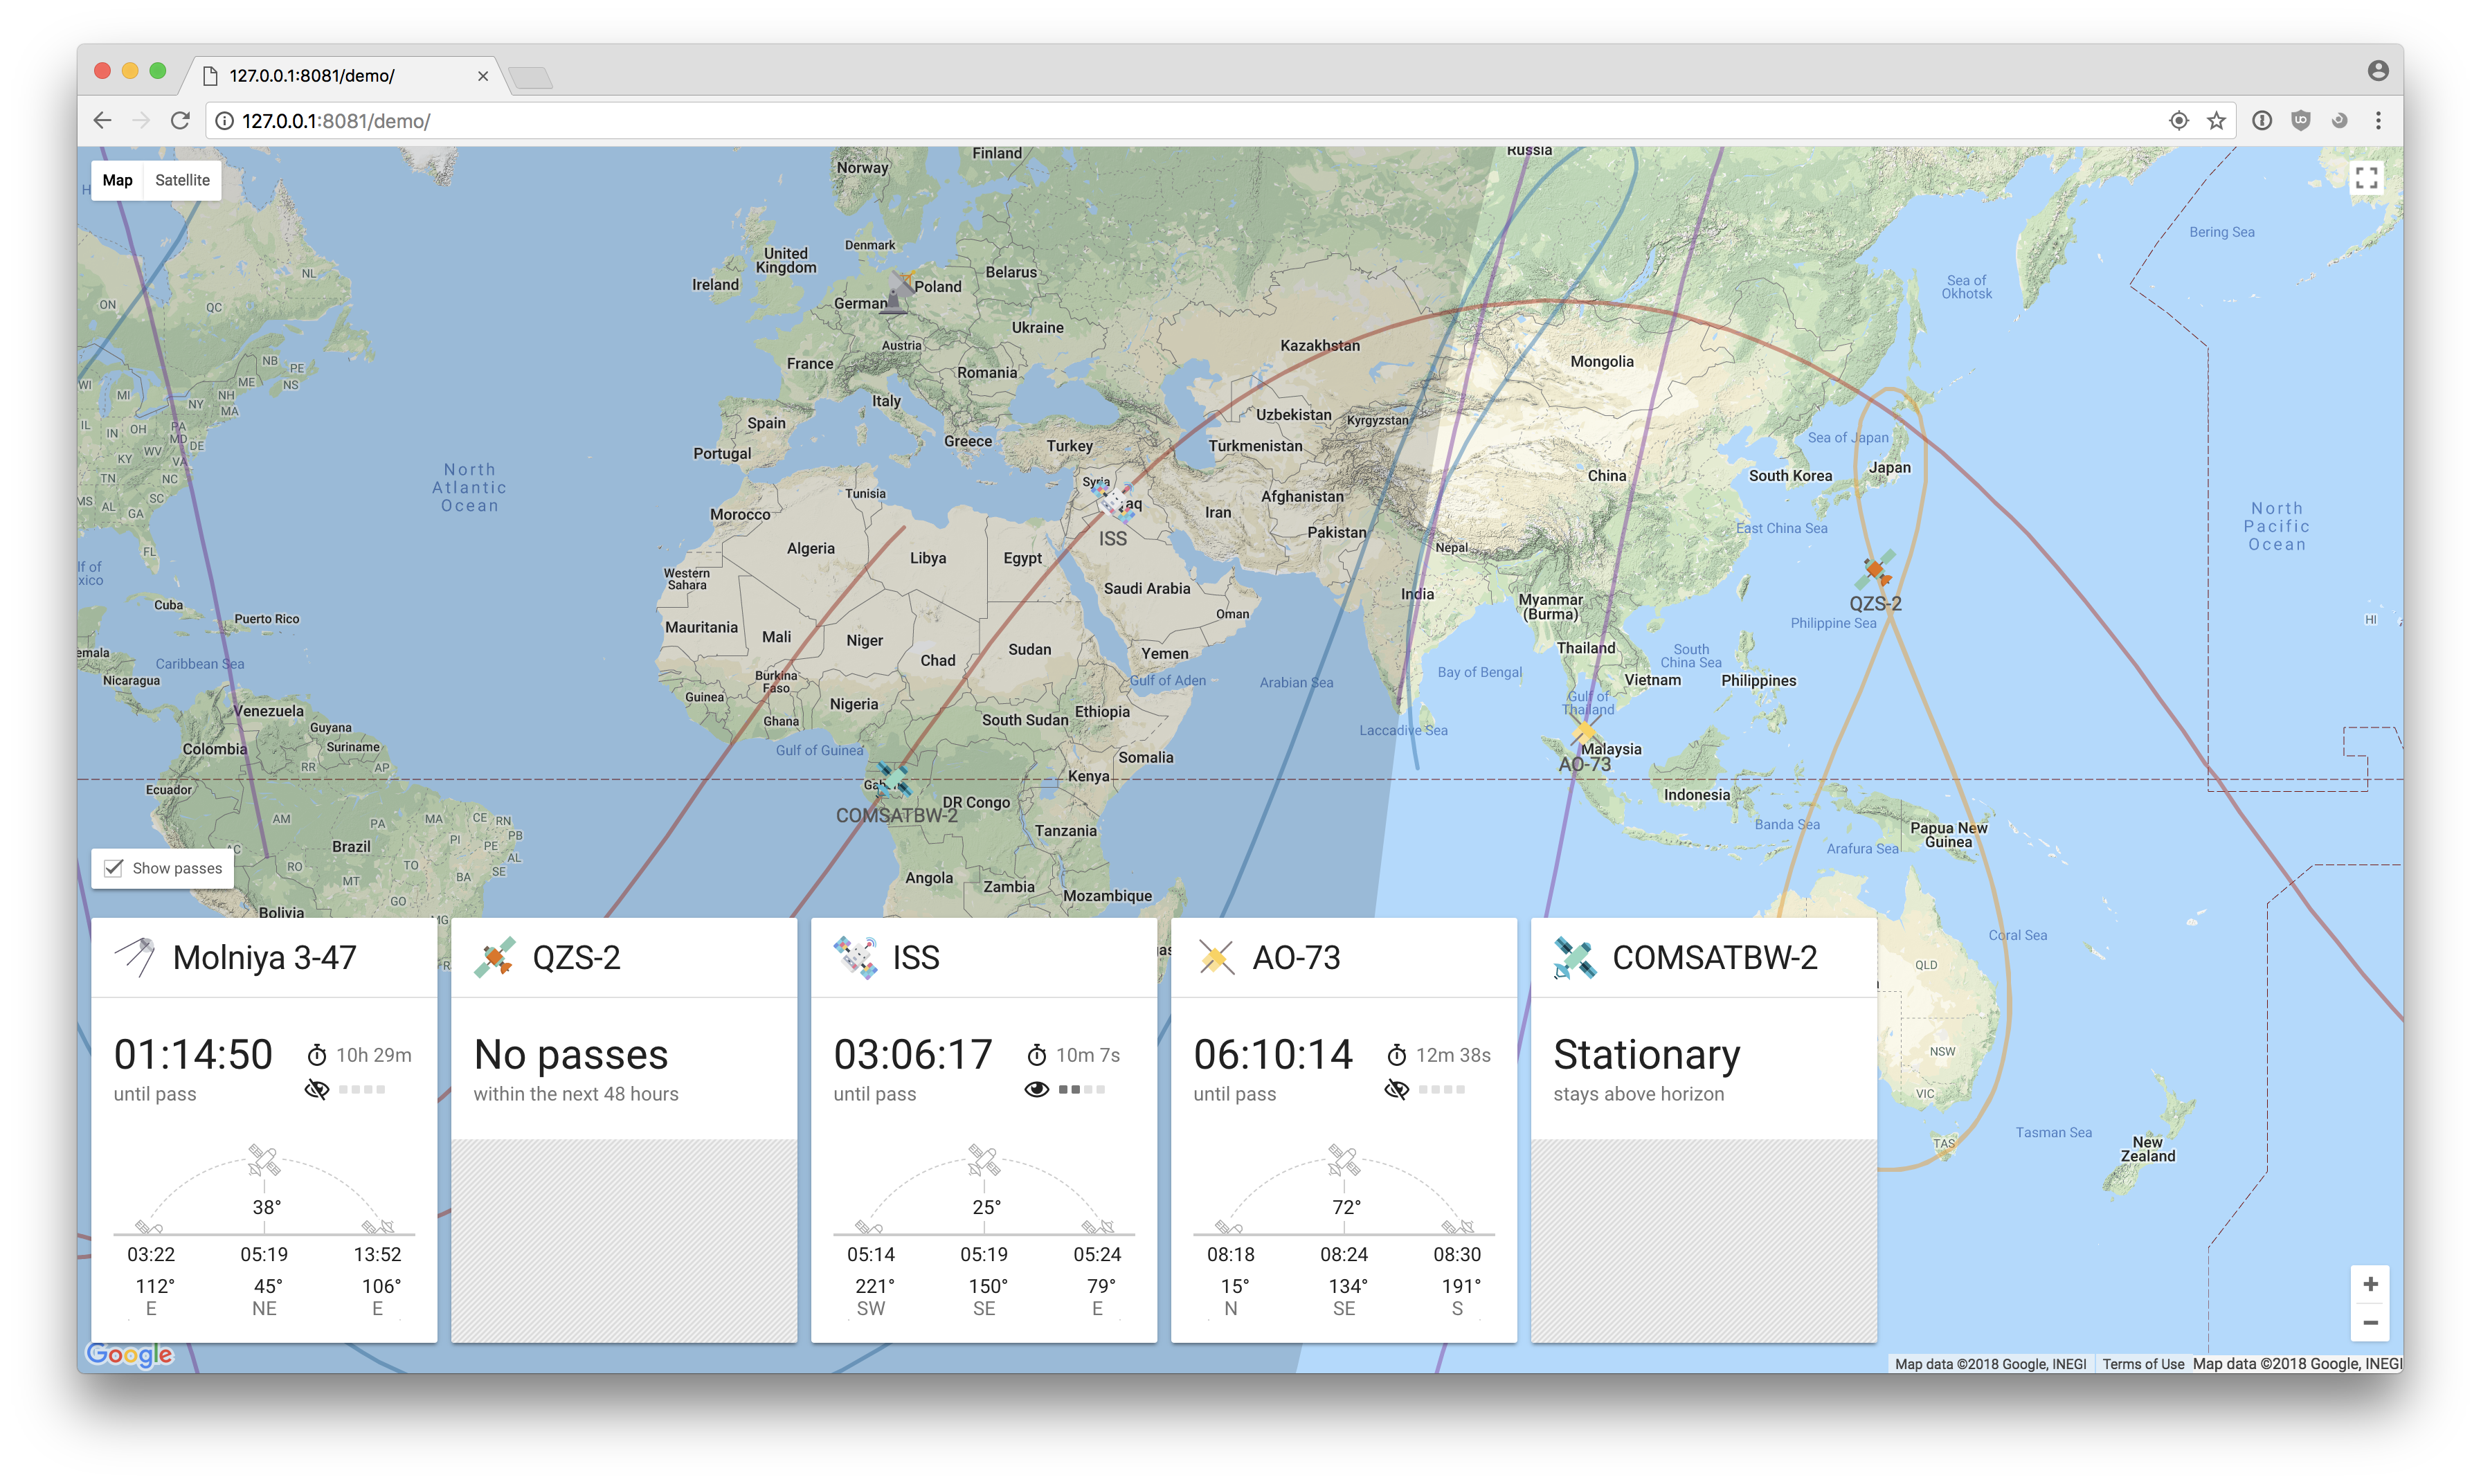 127.0.0.1:8081/demo/
127.0.0.1:8081/demo/
Map
Satellite
Finland
Norway
Russia
Denmark
United
Kingdom
Ireland
Belarus
Poland
German
Bering Sea
Sea of
Okhotsk
NL
ON
QC
Ukraine
Austria
France
Romania
Kazakhstan
Mongolia
NB
PE
NS
WI
MI
ME
NH
NY
MA
Italy
Spain
Portugal
Greece
Turkey
Uzbekistan
Kyrgyzstan
Turkmenistan
Sea of Japan
Japan
South Korea
China
IL
IN
OH
PA
MD
DE
KY
WV
VA
TN
NC
MS
AL
SC
GA
FL
North
Atlantic
Ocean
Tunisia
Morocco
Syria
aq
ISS
Afghanistan
Iran
Pakistan
Nepal
East China Sea
North
Pacific
Ocean
Algeria
Libya
Egypt
Western
Sahara
Saudi Arabia
Oman
India
Myanmar
(Burma)
QZS-2
Philippine Sea
HI
lf of
xico
Cuba
Puerto Rico
Mauritania
Mali
Niger
Chad
Sudan
Yemen
Thailand
South
China Sea
emala
Caribbean Sea
Nicaragua
Burkina
Faso
Guinea
Nigeria
Ghana
South Sudan
Ethiopia
Gulf of Aden
Arabian Sea
Bay of Bengal
Gulf of
Thailand
Vietnam
Philippines
Laccadive Sea
Venezuela
Guyana
Suriname
Colombia
RR
AP
Gulf of Guinea
Somalia
Malaysia
AO-73
Ecuador
Gab
Kenya
COMSATBW-2
DR Congo
Indonesia
AM
PA
MA
CE
RN
PB
PI
PE
AL
SE
Tanzania
Banda Sea
Papua New
Guinea
Arafura Sea
Brazil
AC
RO
TO
BA
MT
GO
MG
Bolivia
Angola
Zambia
Mozambique
Show passes
Coral Sea
QLD
NSW
VIC
TAS
Tasman Sea
New
Zealand
Molniya 3-47
01:14:50
10h 29m
until pass
38°
03:22
05:19
13:52
112°
45°
106°
E
NE
E
QZS-2
No passes
within the next 48 hours
ISS
03:06:17
10m 7s
until pass
25°
05:14
05:19
05:24
221°
150°
79°
SW
SE
E
AO-73
06:10:14
12m 38s
until pass
72°
08:18
08:24
08:30
15°
134°
191°
N
SE
S
COMSATBW-2
Stationary
stays above horizon
Google
Map data ©2018 Google, INEGI
Terms of Use
Map data ©2018 Google, INEGI